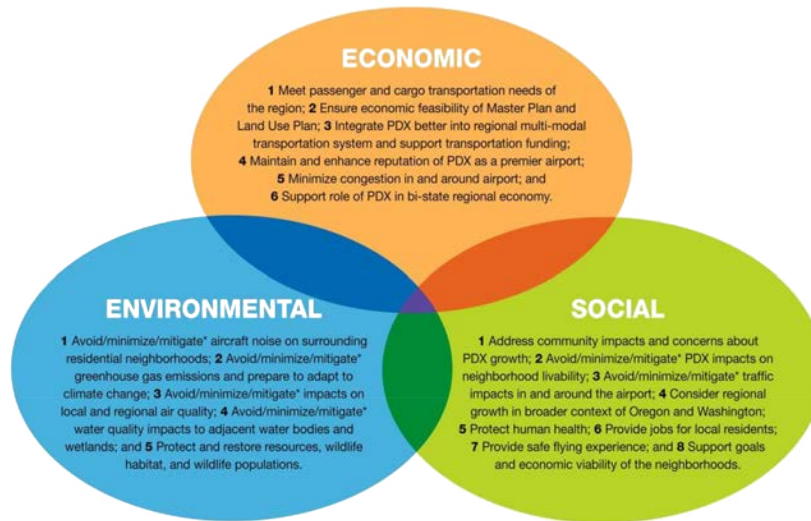 ECONOMIC
1 Meet passenger and cargo transportation needs of
the region; 2 Ensure economic feasibility of Master Plan and
Land Use Plan; 3 Integrate PDX better into regional multi-modal
transportation system and support transportation funding;
4 Maintain and enhance reputation of PDX as a premier airport;
5 Minimize congestion in and around airport; and
6 Support role of PDX in bi-state regional economy.
ENVIRONMENTAL
1 Avoid/minimize/mitigate* aircraft noise on surrounding
residential neighborhoods; 2 Avoid/minimize/mitigate*
greenhouse gas emissions and prepare to adapt to
climate change; 3 Avoid/minimize/mitigate* impacts on
local and regional air quality; 4 Avoid/minimize/mitigate*
water quality impacts to adjacent water bodies and
wetlands; and 5 Protect and restore resources, wildlife
habitat, and wildlife populations.
SOCIAL
1 Address community impacts and concerns about
PDX growth; 2 Avoid/minimize/mitigate* PDX impacts on
neighborhood livability; 3 Avoid/minimize/mitigate* traffic
impacts in and around the airport; 4 Consider regional
growth in broader context of Oregon and Washington;
5 Protect human health; 6 Provide jobs for local residents;
7 Provide safe flying experience; and 8 Support goals
and economic viability of the neighborhoods.